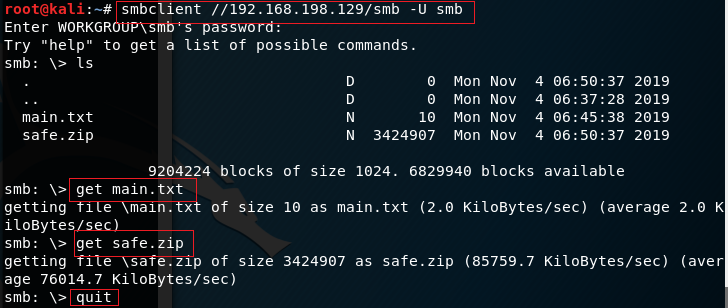 root@kali:~# smbclient //192.168.198.129/smb -U smb
Enter WORKGROUP\smb's password:
Try "help" to get a list of possible commands.
smb: \> ls
  .                                   D        0  Mon Nov  4 06:50:37 2019
  ..                                  D        0  Mon Nov  4 06:37:28 2019
  main.txt                            N       10  Mon Nov  4 06:45:38 2019
  safe.zip                            N  3424907  Mon Nov  4 06:50:37 2019
                9204224 blocks of size 1024. 6829940 blocks available
smb: \> get main.txt
getting file \main.txt of size 10 as main.txt (2.0 KiloBytes/sec) (average 2.0 K
iloBytes/sec)
smb: \> get safe.zip
getting file \safe.zip of size 3424907 as safe.zip (85759.7 KiloBytes/sec) (aver
age 76014.7 KiloBytes/sec)
smb: \> quit